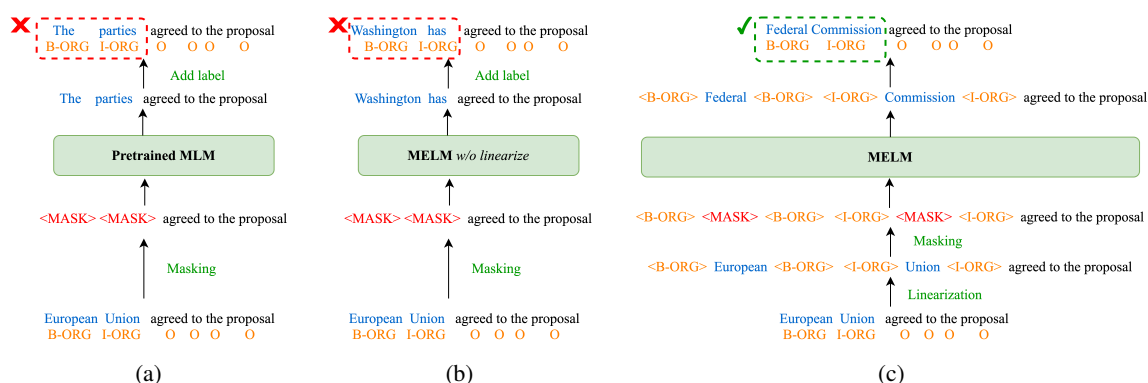 The parties agreed to the proposal
B-ORG I-ORG O O O O
Add label
The parties agreed to the proposal
Pretrained MLM
<MASK> <MASK> agreed to the proposal
Masking
European Union agreed to the proposal
B-ORG I-ORG O O O O
(a)
Washington has agreed to the proposal
B-ORG I-ORG O O O O
Add label
Washington has agreed to the proposal
MELM w/o linearize
<MASK> <MASK> agreed to the proposal
Masking
European Union agreed to the proposal
B-ORG I-ORG O O O O
(b)
Federal Commission agreed to the proposal
B-ORG I-ORG O O O O
<B-ORG> Federal <B-ORG> <I-ORG> Commission <I-ORG> agreed to the proposal
MELM
<B-ORG> <MASK> <B-ORG> <I-ORG> <MASK> <I-ORG> agreed to the proposal
Masking
<B-ORG> European <B-ORG> <I-ORG> Union <I-ORG> agreed to the proposal
Linearization
European Union agreed to the proposal
B-ORG I-ORG O O O O
(c)